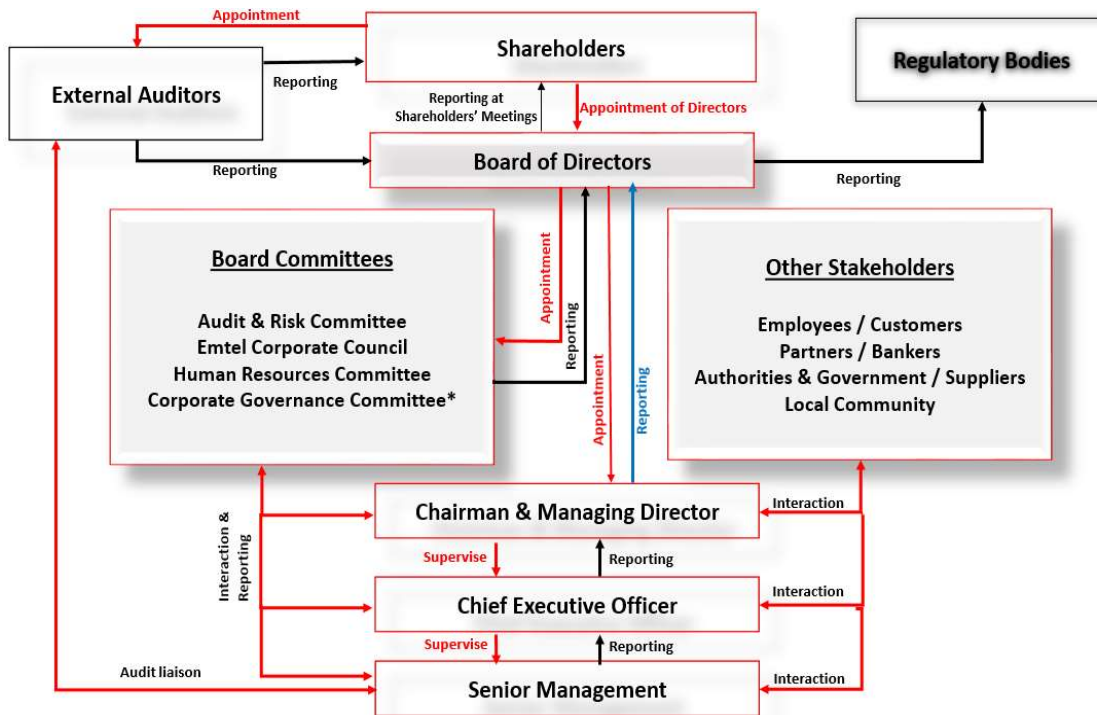 Appointment
Shareholders
Regulatory Bodies
External Auditors
Reporting
Reporting at
Shareholders' Meetings
Appointment of Directors
Board of Directors
Reporting
Reporting
Board Committees
Audit & Risk Committee
Emtel Corporate Council
Human Resources Committee
Corporate Governance Committee*
Appointment
Reporting
Appointment
Reporting
Other Stakeholders
Employees / Customers
Partners / Bankers
Authorities & Government / Suppliers
Local Community
Chairman & Managing Director
Interaction
Interaction &
Reporting
Supervise
Reporting
Chief Executive Officer
Interaction
Supervise
Reporting
Audit liaison
Senior Management
Interaction